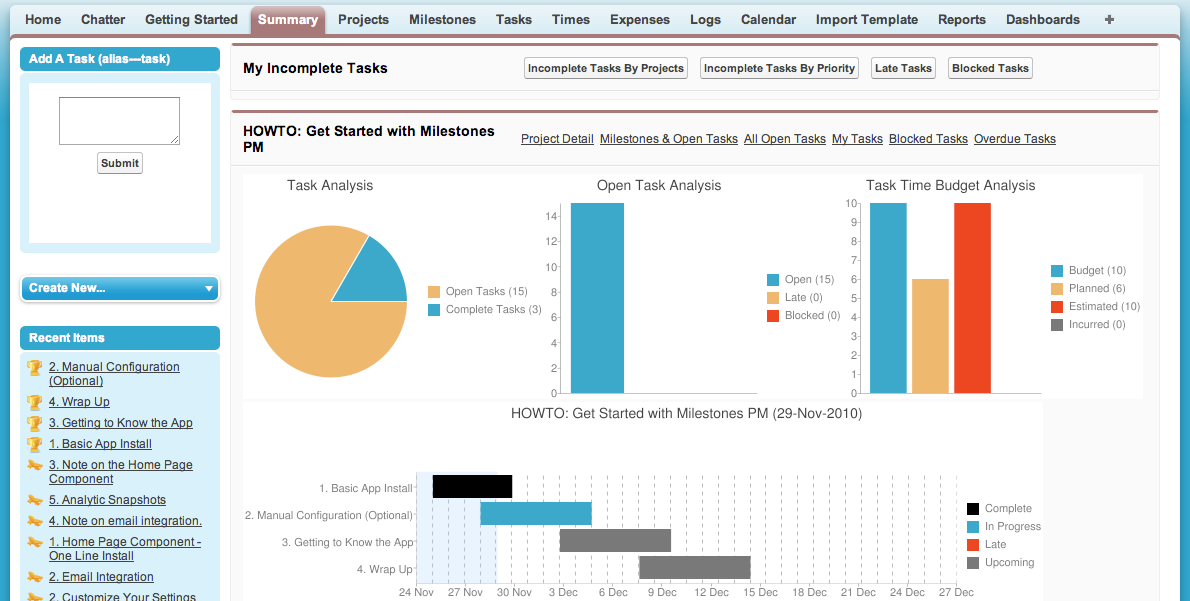 Home Chatter Getting Started Summary Projects Milestones Tasks Times Expenses Logs Calendar Import Template Reports Dashboards +
Add A Task (alias—task)
Submit
Create New...
Recent Items
2. Manual Configuration
(Optional)
4. Wrap Up
3. Getting to Know the App
1. Basic App Install
3. Note on the Home Page
Component
5. Analytic Snapshots
4. Note on email integration.
1. Home Page Component -
One Line Install
2. Email Integration
2. Customize Your Settings
My Incomplete Tasks
Incomplete Tasks By Projects Incomplete Tasks By Priority Late Tasks Blocked Tasks
HOWTO: Get Started with Milestones
PM
Project Detail Milestones & Open Tasks All Open Tasks My Tasks Blocked Tasks Overdue Tasks
Task Analysis
Open Tasks (15)
Complete Tasks (3)
Open Task Analysis
14
12
10
8
6
4
2
0
Open (15)
Late (0)
Blocked (0)
Task Time Budget Analysis
10
9
8
7
6
5
4
3
2
1
0
Budget (10)
Planned (6)
Estimated (10)
Incurred (0)
HOWTO: Get Started with Milestones PM (29-Nov-2010)
1. Basic App Install
2. Manual Configuration (Optional)
3. Getting to Know the App
4. Wrap Up
24 Nov 27 Nov 30 Nov 3 Dec 6 Dec 9 Dec 12 Dec 15 Dec 18 Dec 21 Dec 24 Dec 27 Dec
Complete
In Progress
Late
Upcoming